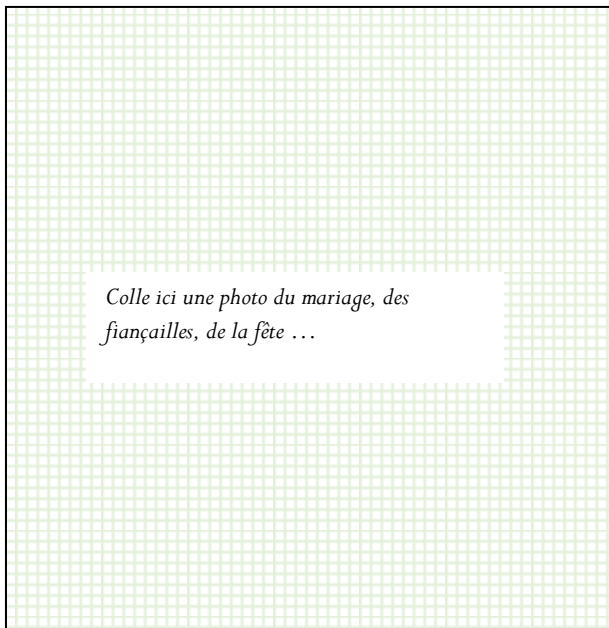 Colle ici une photo du mariage, des
fiançailles, de la fête …